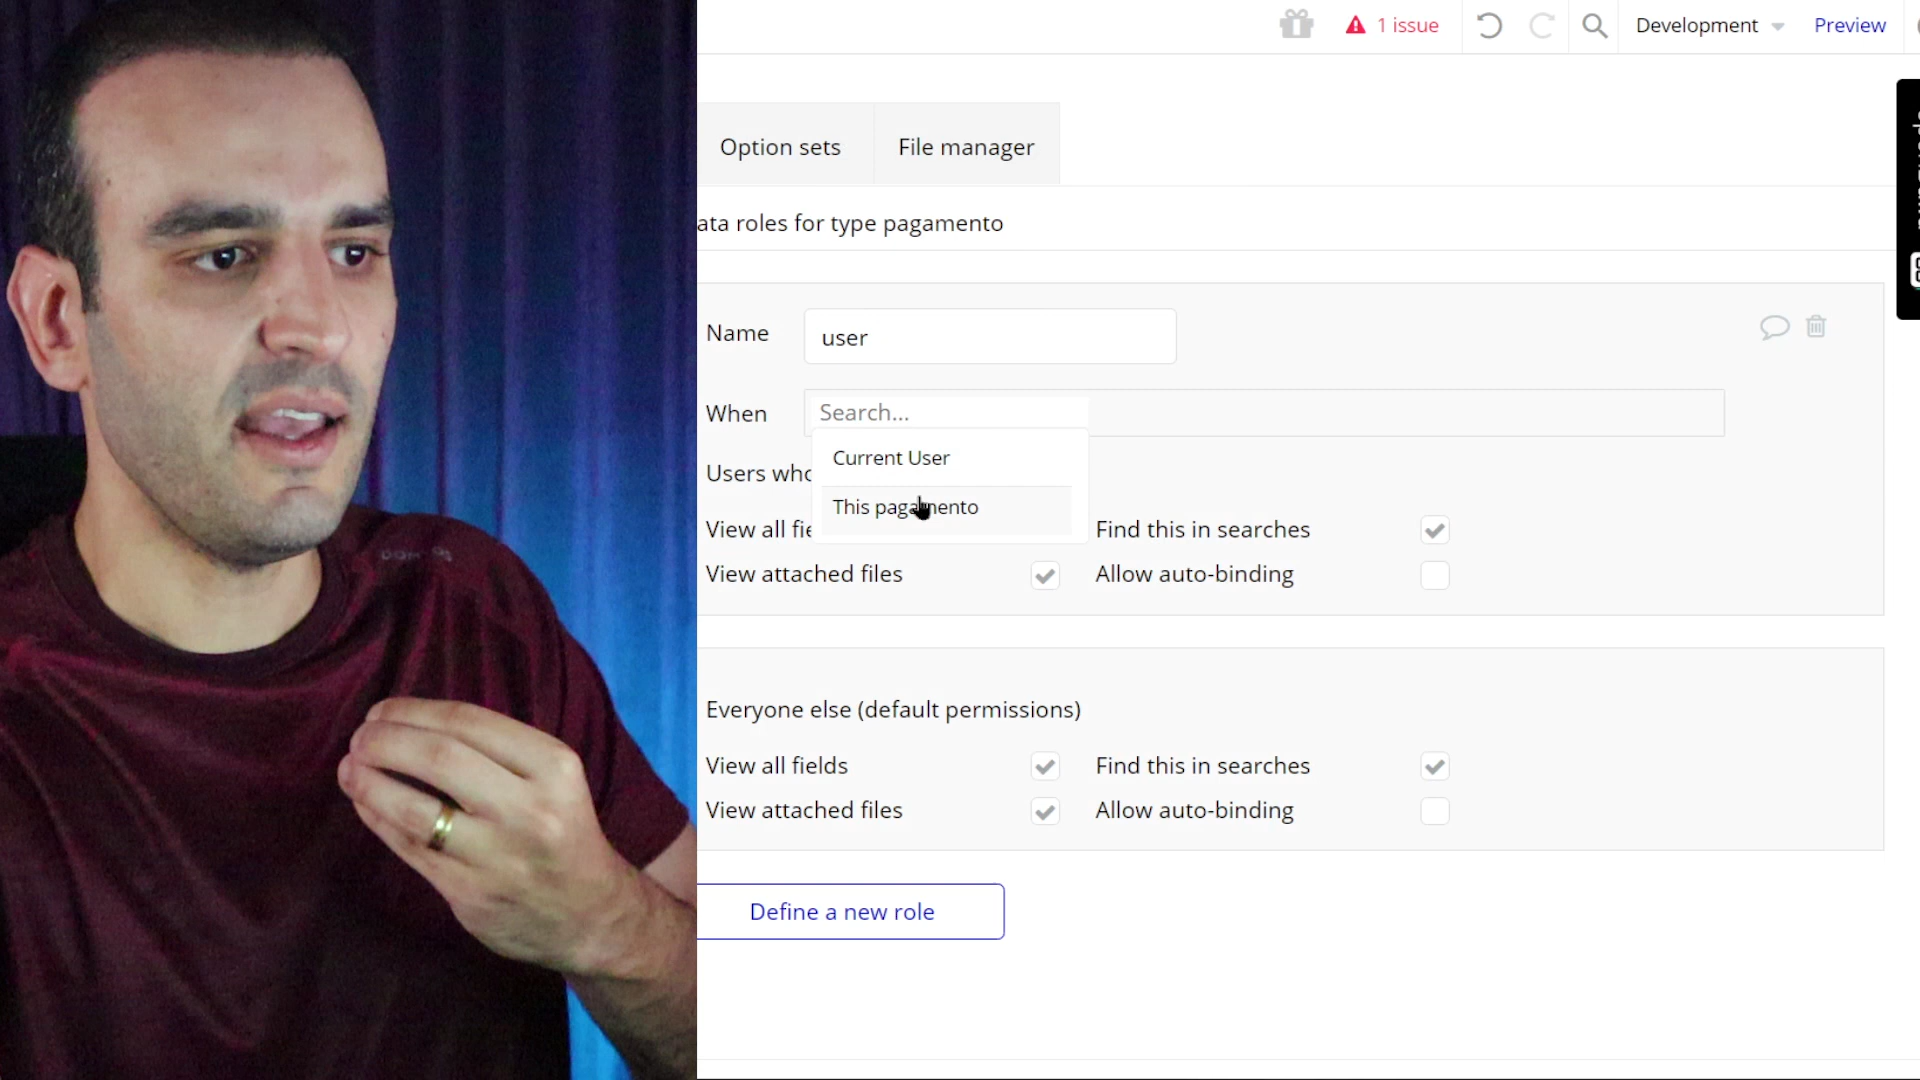 1 issue
Development
Preview
Option sets
File manager
ata roles for type pagamento
Name
user
When
Search...
Current User
Users who
This pagamento
View all fie
Find this in searches
View attached files
Allow auto-binding
Everyone else (default permissions)
View all fields
Find this in searches
View attached files
Allow auto-binding
Define a new role